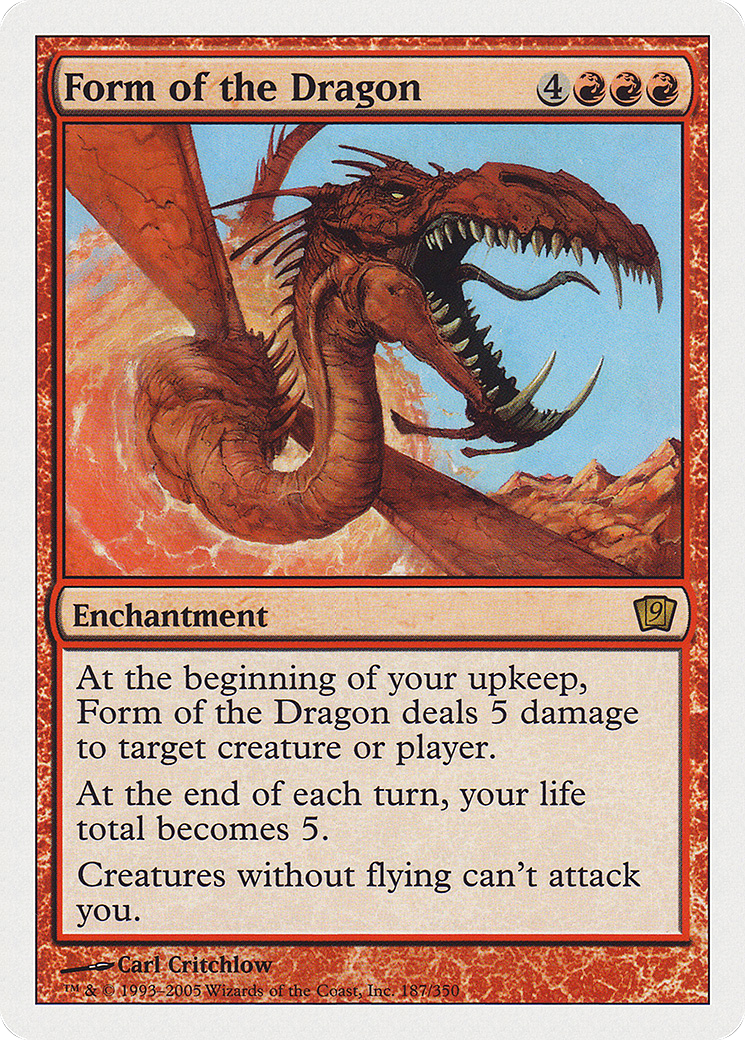 Form of the Dragon 4
Enchantment 9
At the beginning of your upkeep,
Form of the Dragon deals 5 damage
to target creature or player.
At the end of each turn, your life
total becomes 5.
Creatures without flying can't attack
you.
Carl Critchlow
™ & © 1993–2005 Wizards of the Coast, Inc. 187/350